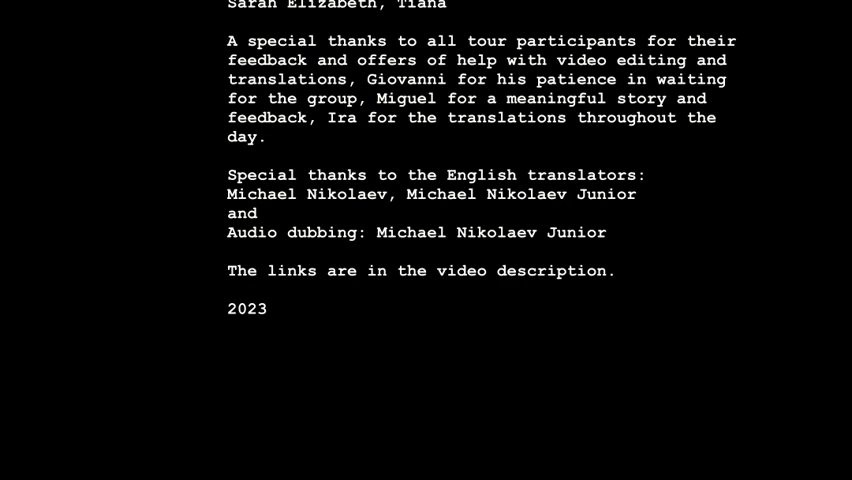 Sarah Elizabeth, Tiana
A special thanks to all tour participants for their
feedback and offers of help with video editing and
translations, Giovanni for his patience in waiting
for the group, Miguel for a meaningful story and
feedback, Ira for the translations throughout the
day.
Special thanks to the English translators:
Michael Nikolaev, Michael Nikolaev Junior
and
Audio dubbing: Michael Nikolaev Junior
The links are in the video description.
2023